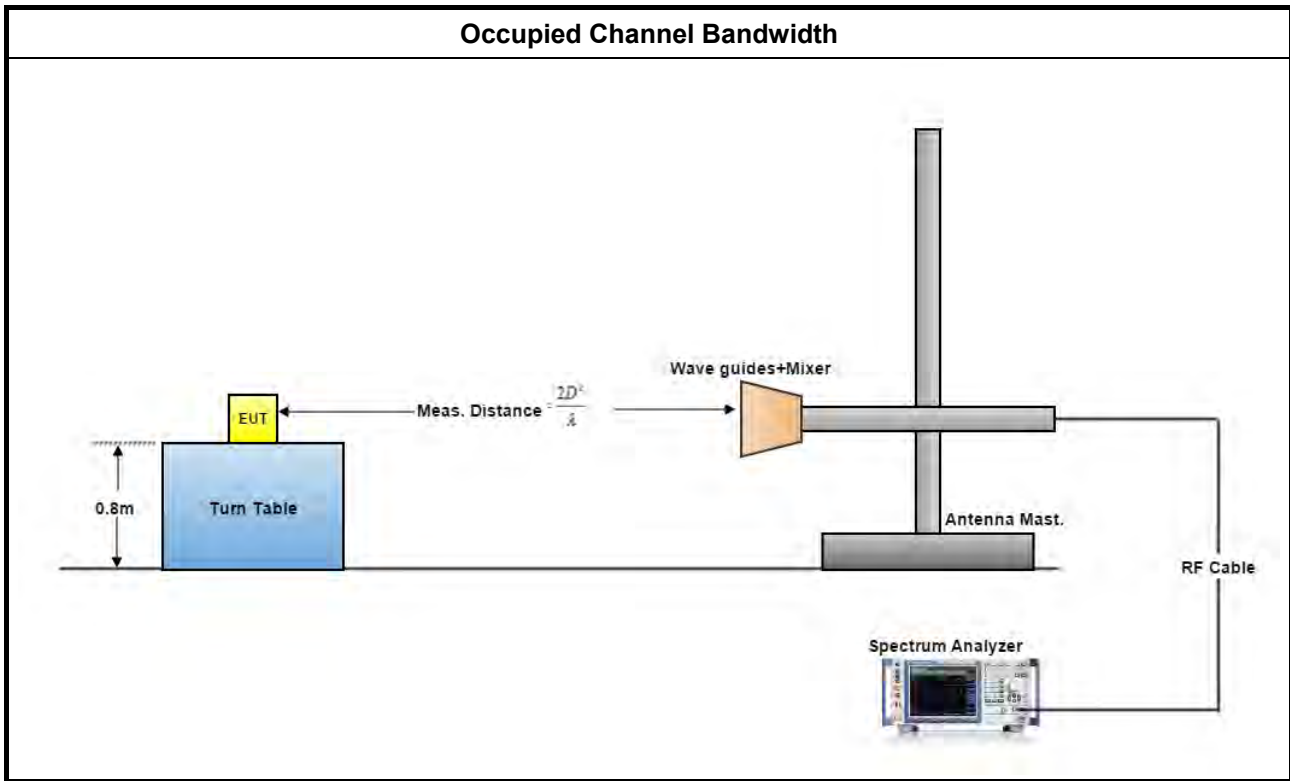 Occupied Channel Bandwidth
Wave guides+Mixer
EUT
Meas. Distance = 2D²/λ
0.8m
Turn Table
Antenna Mast.
RF Cable
Spectrum Analyzer